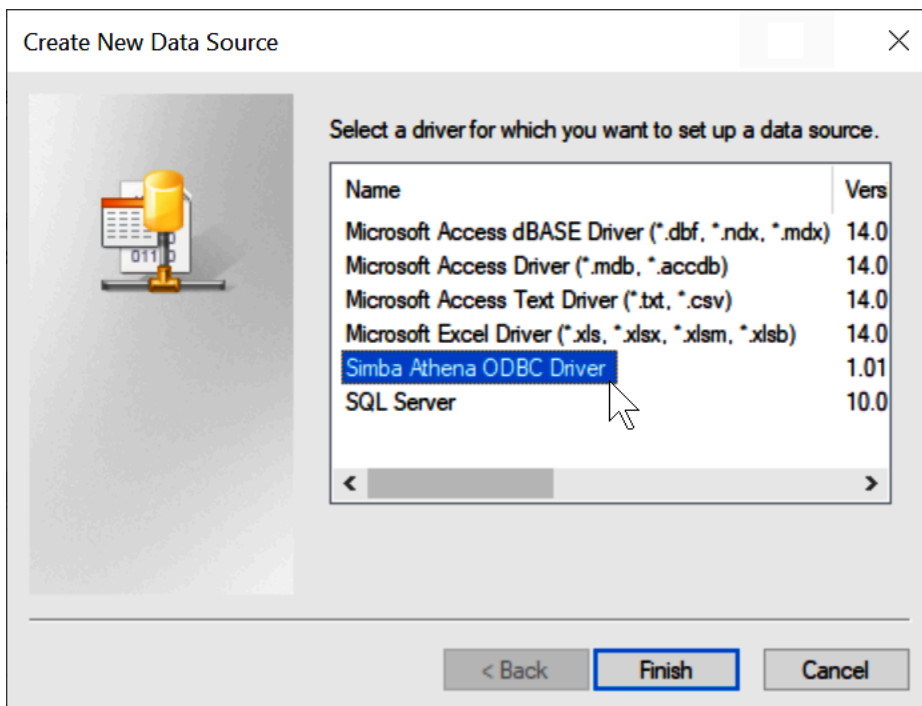 Create New Data Source
Select a driver for which you want to set up a data source.
Name Vers
Microsoft Access dBASE Driver (*.dbf, *.ndx, *.mdx) 14.0
Microsoft Access Driver (*.mdb, *.accdb) 14.0
Microsoft Access Text Driver (*.txt, *.csv) 14.0
Microsoft Excel Driver (*.xls, *.xlsx, *.xlsm, *.xlsb) 14.0
Simba Athena ODBC Driver 1.01
SQL Server 10.0
< Back Finish Cancel